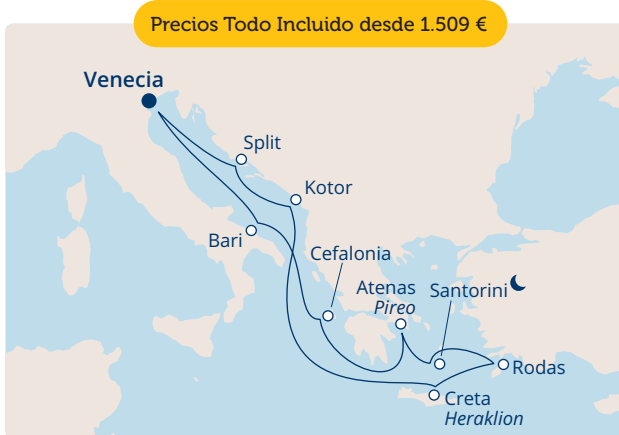 Precios Todo Incluido desde 1.509 €
Venecia
Split
Kotor
Bari
Cefalonia
Atenas
Pireo
Santorini
Rodas
Creta
Heraklion